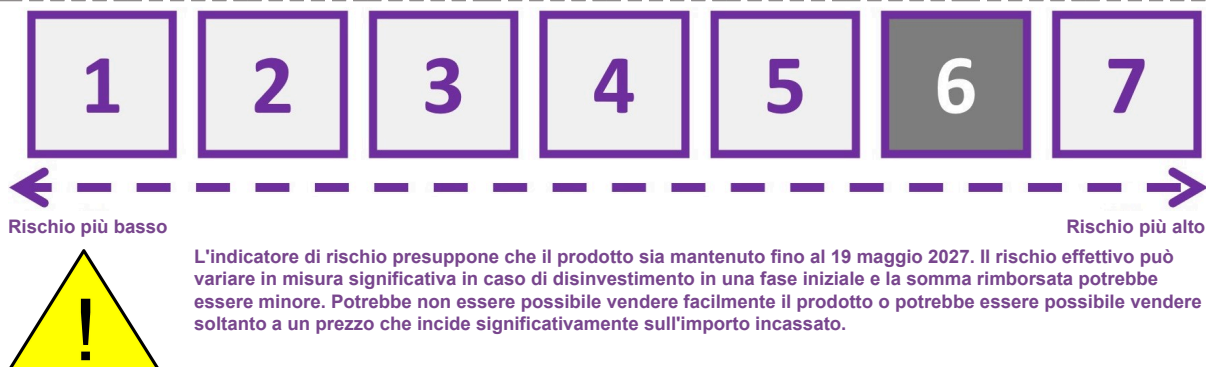 1 2 3 4 5 6 7
Rischio più basso Rischio più alto
L'indicatore di rischio presuppone che il prodotto sia mantenuto fino al 19 maggio 2027. Il rischio effettivo può
variare in misura significativa in caso di disinvestimento in una fase iniziale e la somma rimborsata potrebbe
essere minore. Potrebbe non essere possibile vendere facilmente il prodotto o potrebbe essere possibile vendere
soltanto a un prezzo che incide significativamente sull'importo incassato.
!